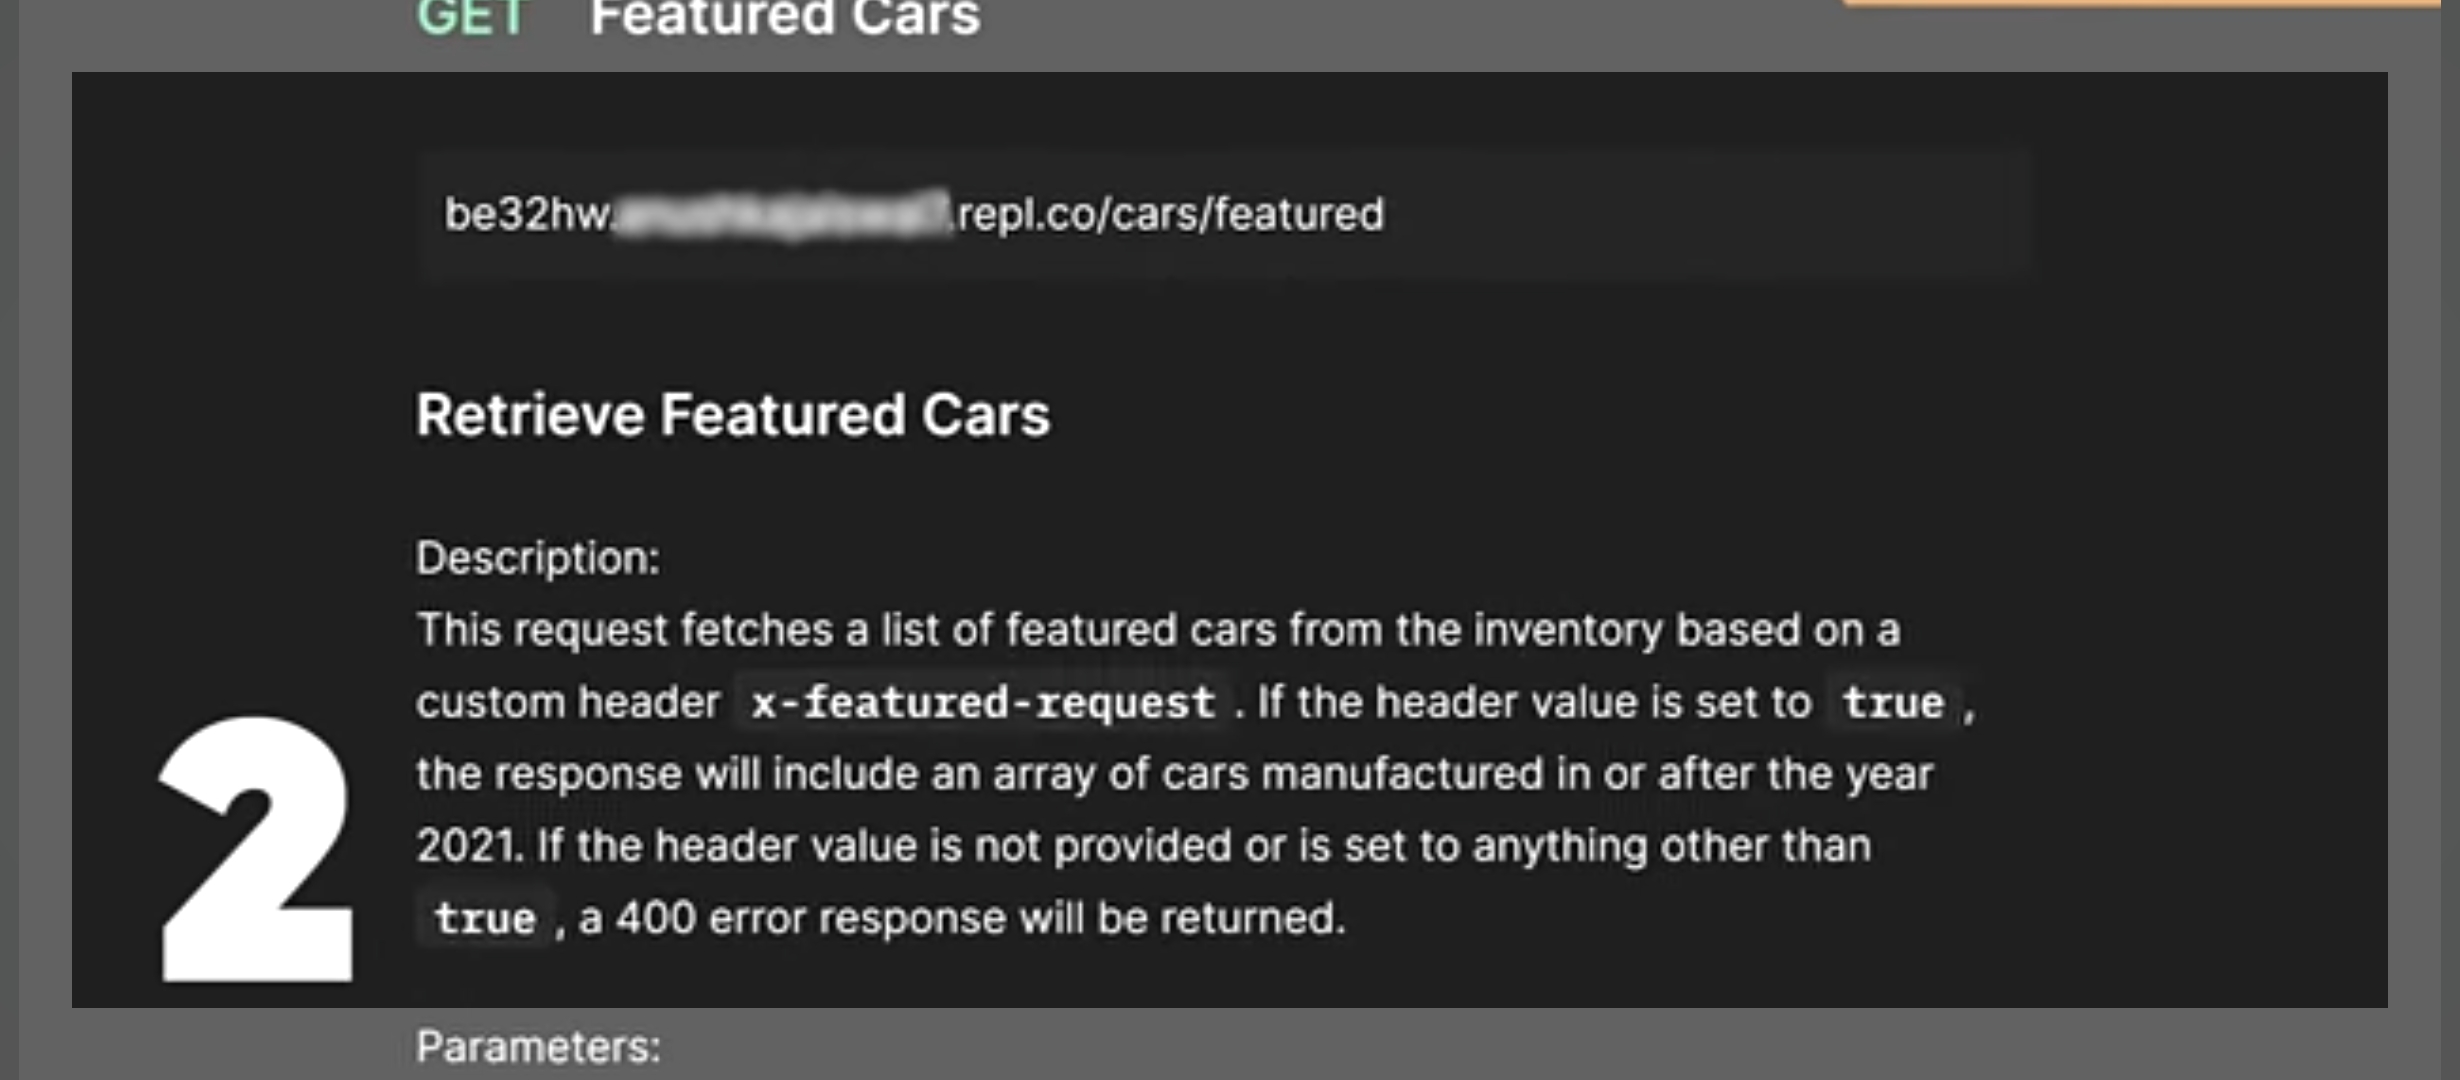 GET Featured Cars
be32hw. .repl.co/cars/featured
Retrieve Featured Cars
Description:
This request fetches a list of featured cars from the inventory based on a
custom header x-featured-request . If the header value is set to true ,
the response will include an array of cars manufactured in or after the year
2021. If the header value is not provided or is set to anything other than
true , a 400 error response will be returned.
2
Parameters: